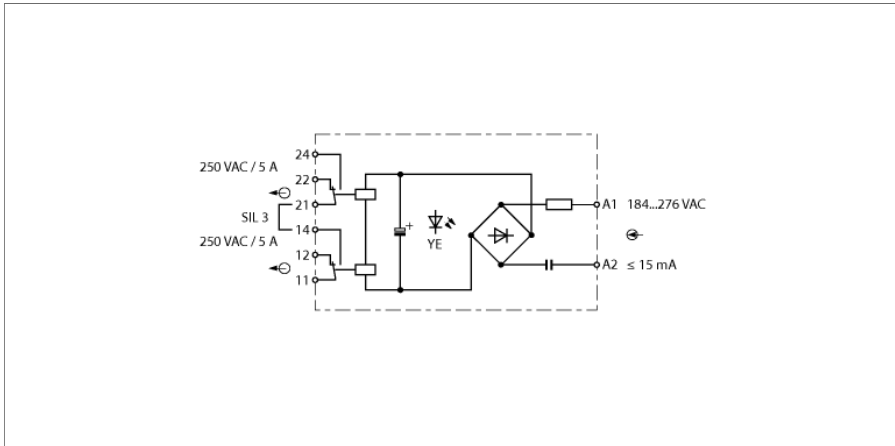 24
250 VAC / 5 A
22
21
A1 184...276 VAC
SIL 3
14
+
YE
250 VAC / 5 A
12
A2 ≤ 15 mA
11